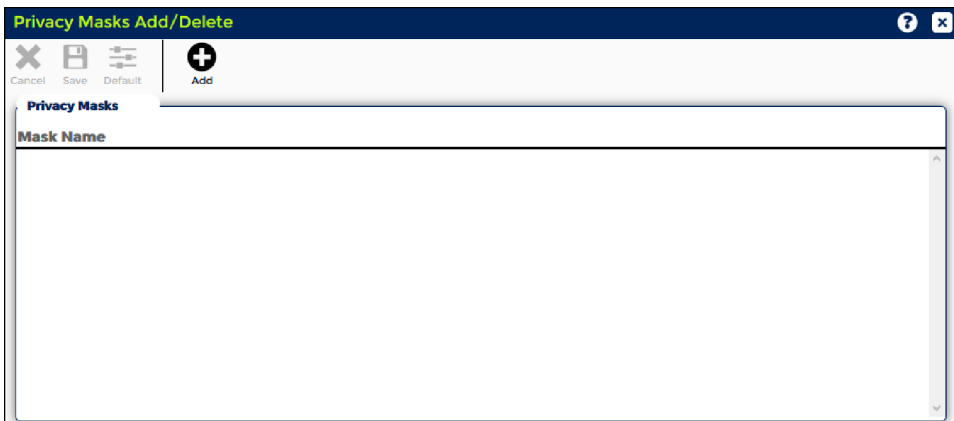 Privacy Masks Add/Delete
Cancel Save Default Add
Privacy Masks
Mask Name